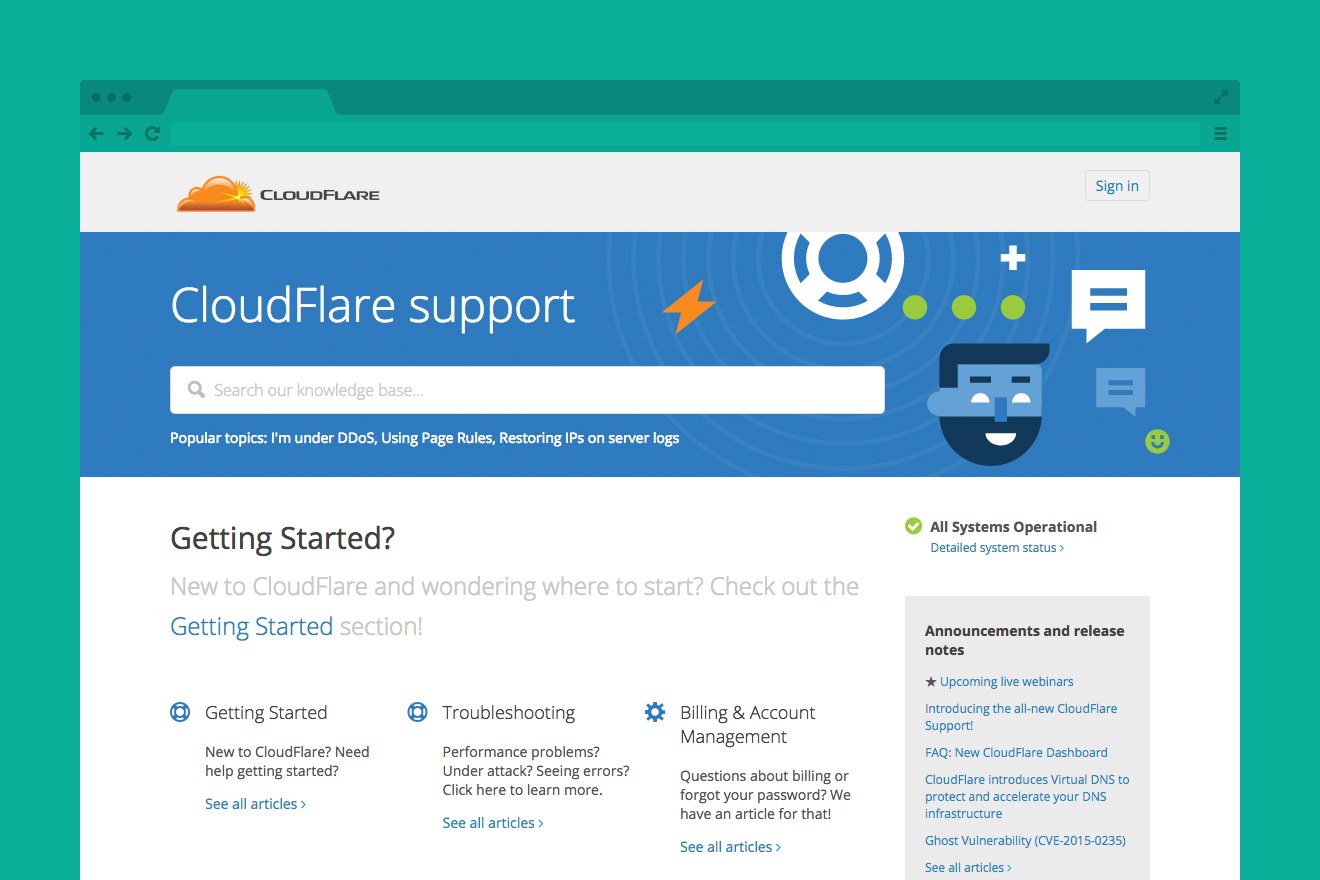 CLOUDFLARE
Sign in
CloudFlare support
Search our knowledge base...
Popular topics: I'm under DDoS, Using Page Rules, Restoring IPs on server logs
Getting Started?
New to CloudFlare and wondering where to start? Check out the
Getting Started section!
Getting Started
New to CloudFlare? Need
help getting started?
See all articles ›
Troubleshooting
Performance problems?
Under attack? Seeing errors?
Click here to learn more.
See all articles ›
Billing & Account
Management
Questions about billing or
forgot your password? We
have an article for that!
See all articles ›
All Systems Operational
Detailed system status ›
Announcements and release
notes
★ Upcoming live webinars
Introducing the all-new CloudFlare
Support!
FAQ: New CloudFlare Dashboard
CloudFlare introduces Virtual DNS to
protect and accelerate your DNS
infrastructure
Ghost Vulnerability (CVE-2015-0235)
See all articles ›